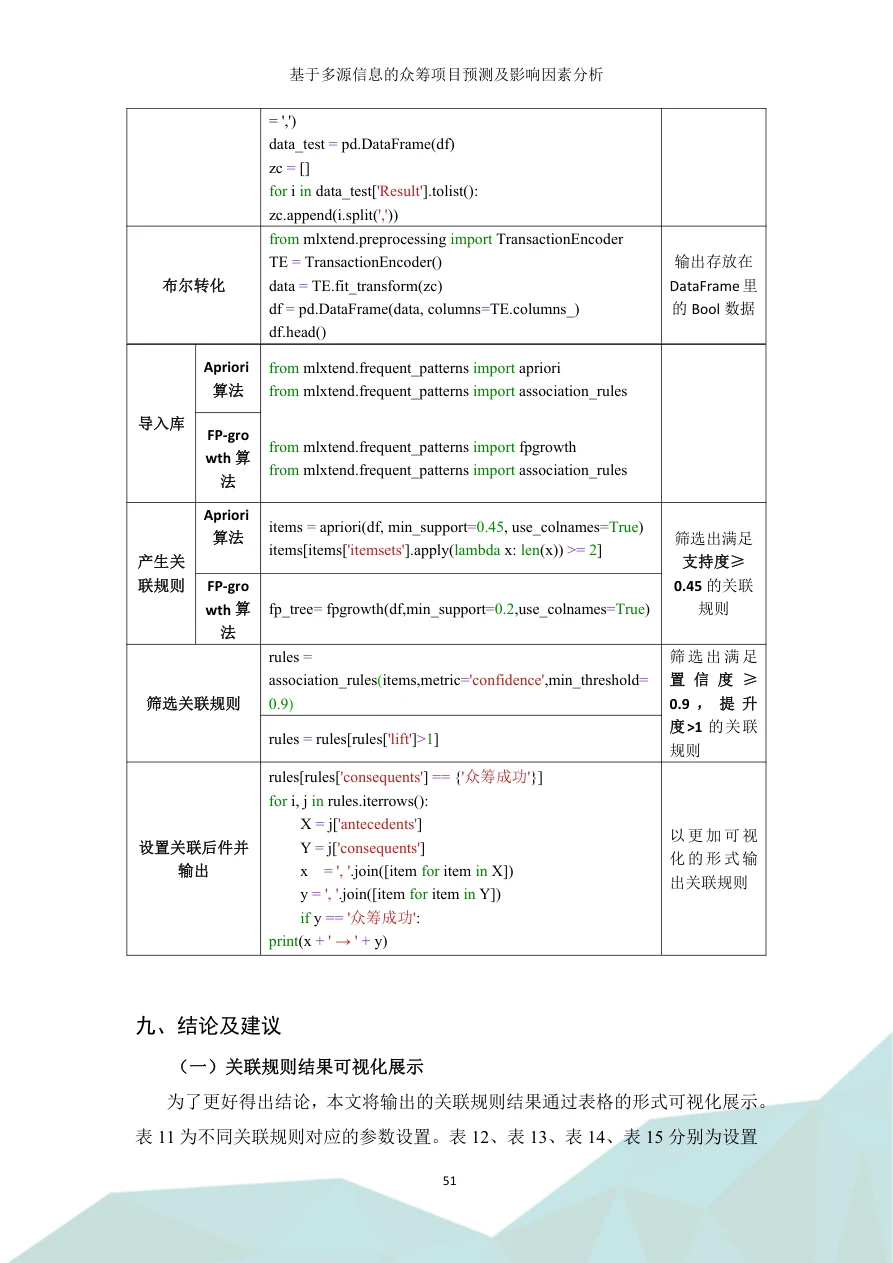 基于多源信息的众筹项目预测及影响因素分析
= ',')
data_test = pd.DataFrame(df)
zc = []
for i in data_test['Result'].tolist():
zc.append(i.split(','))
布尔转化
from mlxtend.preprocessing import TransactionEncoder
TE = TransactionEncoder()
data = TE.fit_transform(zc)
df = pd.DataFrame(data, columns=TE.columns_)
df.head()
输出存放在
DataFrame 里
的 Bool 数据
导入库
Apriori
算法
from mlxtend.frequent_patterns import apriori
from mlxtend.frequent_patterns import association_rules
FP-gro
wth 算
法
from mlxtend.frequent_patterns import fpgrowth
from mlxtend.frequent_patterns import association_rules
产生关
联规则
Apriori
算法
items = apriori(df, min_support=0.45, use_colnames=True)
items[items['itemsets'].apply(lambda x: len(x)) >= 2]
FP-gro
wth 算
法
fp_tree= fpgrowth(df,min_support=0.2,use_colnames=True)
筛选出满足
支持度≥
0.45 的关联
规则
筛选关联规则
rules =
association_rules(items,metric='confidence',min_threshold=
0.9)
rules = rules[rules['lift']>1]
筛选出满足
置信度≥
0.9，提升
度>1 的关联
规则
设置关联后件并
输出
rules[rules['consequents'] == {'众筹成功'}]
for i, j in rules.iterrows():
X = j['antecedents']
Y = j['consequents']
x = ', '.join([item for item in X])
y = ', '.join([item for item in Y])
if y == '众筹成功':
print(x + ' → ' + y)
以更加可视
化的形式输
出关联规则
九、结论及建议
（一）关联规则结果可视化展示
为了更好得出结论，本文将输出的关联规则结果通过表格的形式可视化展示。
表 11 为不同关联规则对应的参数设置。表 12、表 13、表 14、表 15 分别为设置
51